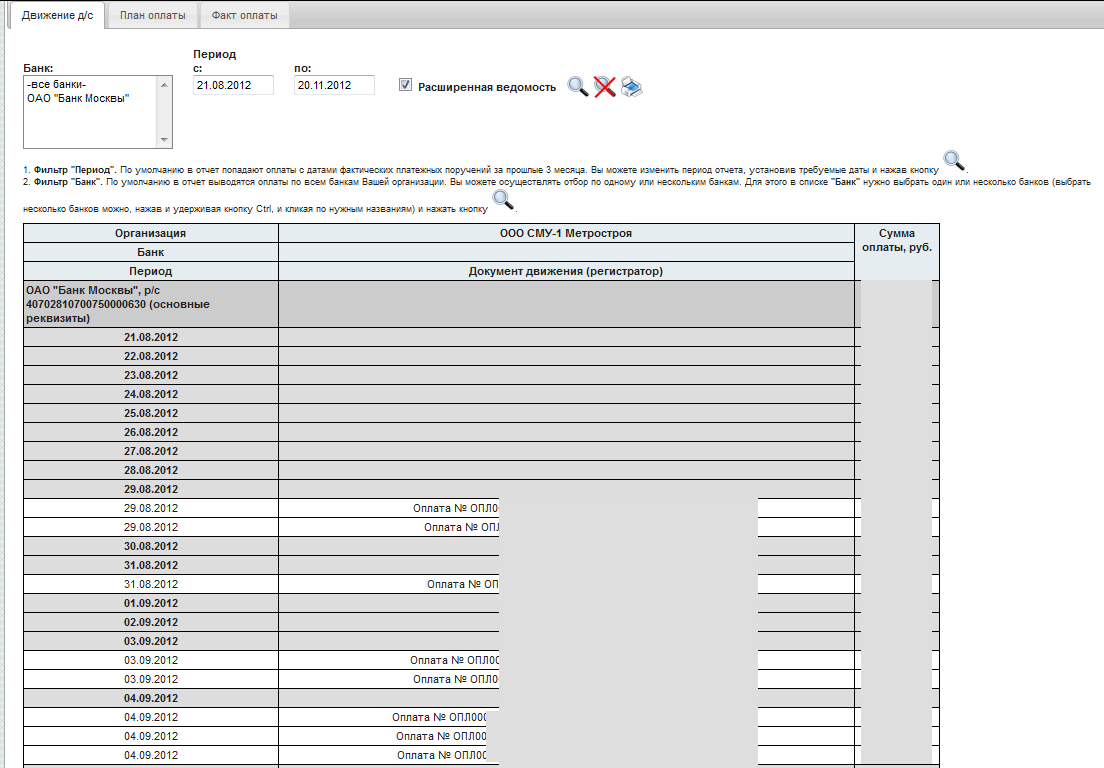 Движение д/с План оплаты Факт оплаты
Период
Банк: с: по:
-все банки-
ОАО "Банк Москвы"
21.08.2012 20.11.2012 Расширенная ведомость
1. Фильтр "Период". По умолчанию в отчет попадают оплаты с датами фактических платежных поручений за прошлые 3 месяца. Вы можете изменить период отчета, установив требуемые даты и нажав кнопку .
2. Фильтр "Банк". По умолчанию в отчет выводятся оплаты по всем банкам Вашей организации. Вы можете осуществлять отбор по одному или нескольким банкам. Для этого в списке "Банк" нужно выбрать один или несколько банков (выбрать
несколько банков можно, нажав и удерживая кнопку Ctrl, и кликая по нужным названиям) и нажать кнопку .
Организация ООО СМУ-1 Метростроя Сумма
оплаты, руб.
Банк
Период Документ движения (регистратор)
ОАО "Банк Москвы", р/с
40702810700750000630 (основные
реквизиты)
21.08.2012
22.08.2012
23.08.2012
24.08.2012
25.08.2012
26.08.2012
27.08.2012
28.08.2012
29.08.2012
29.08.2012 Оплата № ОПЛ0
29.08.2012 Оплата № ОПЛ
30.08.2012
31.08.2012
31.08.2012 Оплата № ОП
01.09.2012
02.09.2012
03.09.2012
03.09.2012 Оплата № ОПЛ00
03.09.2012 Оплата № ОПЛ0
04.09.2012
04.09.2012 Оплата № ОПЛ000
04.09.2012 Оплата № ОПЛ00
04.09.2012 Оплата № ОПЛ00